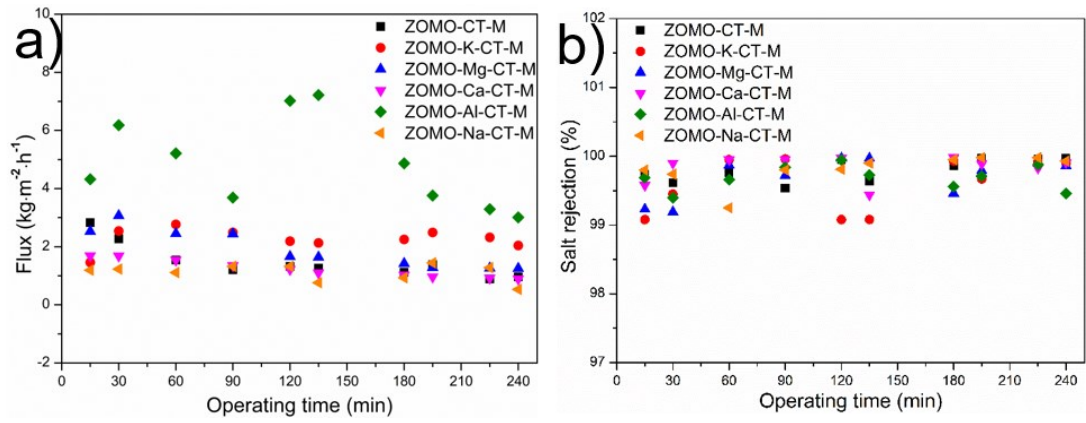 a)
ZOMO-CT-M
ZOMO-K-CT-M
ZOMO-Mg-CT-M
ZOMO-Ca-CT-M
ZOMO-Al-CT-M
ZOMO-Na-CT-M
10
8
6
4
2
0
-2
Flux (kg·m⁻²·h⁻¹)
0 30 60 90 120 150 180 210 240
Operating time (min)
b)
ZOMO-CT-M
ZOMO-K-CT-M
ZOMO-Mg-CT-M
ZOMO-Ca-CT-M
ZOMO-Al-CT-M
ZOMO-Na-CT-M
102
101
100
99
98
97
Salt rejection (%)
0 30 60 90 120 150 180 210 240
Operating time (min)